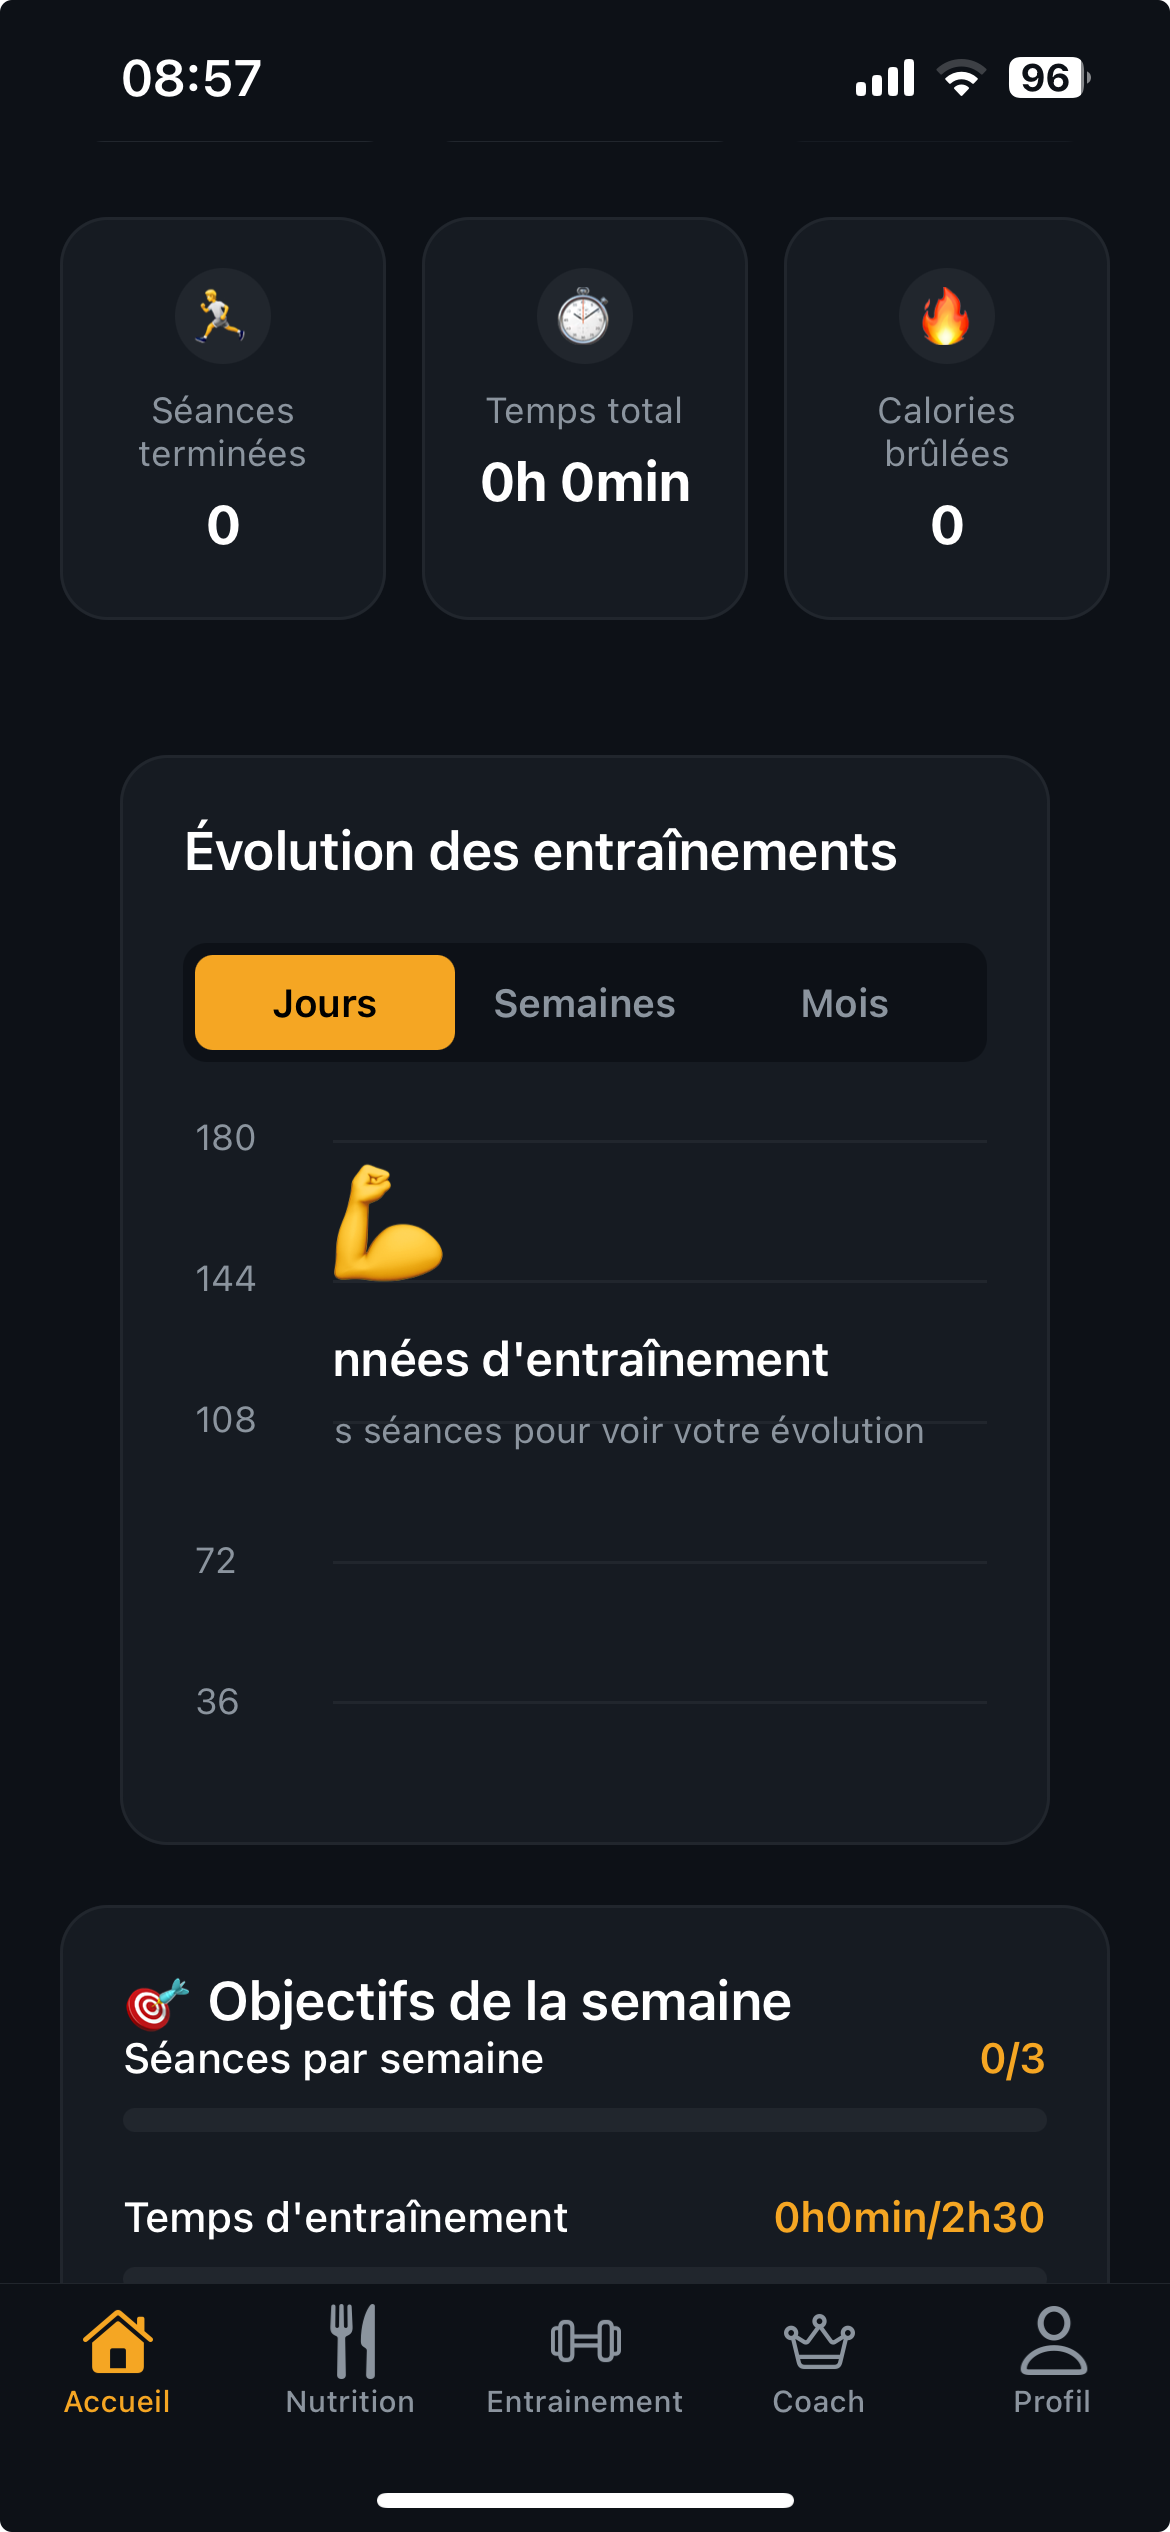 08:57
96
Séances
terminées
0
Temps total
0h 0min
Calories
brûlées
0
Évolution des entraînements
Jours
Semaines
Mois
180
144
nnées d'entraînement
108
s séances pour voir votre évolution
72
36
Objectifs de la semaine
Séances par semaine
0/3
Temps d'entraînement
0h0min/2h30
Accueil
Nutrition
Entrainement
Coach
Profil